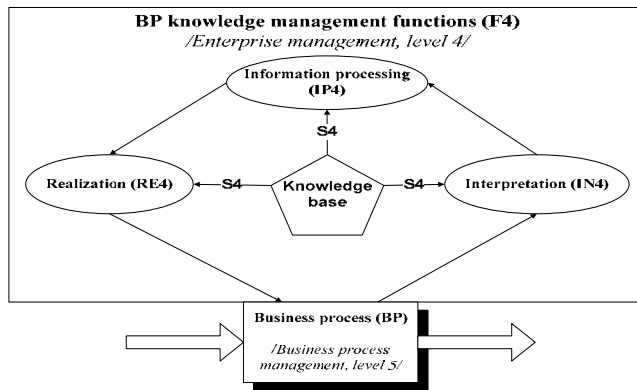 BP knowledge management functions (F4)
/Enterprise management, level 4/
Information processing
(IP4)
S4
Realization (RE4)
S4
Knowledge
base
S4
Interpretation (IN4)
Business process (BP)
/Business process
management, level 5/